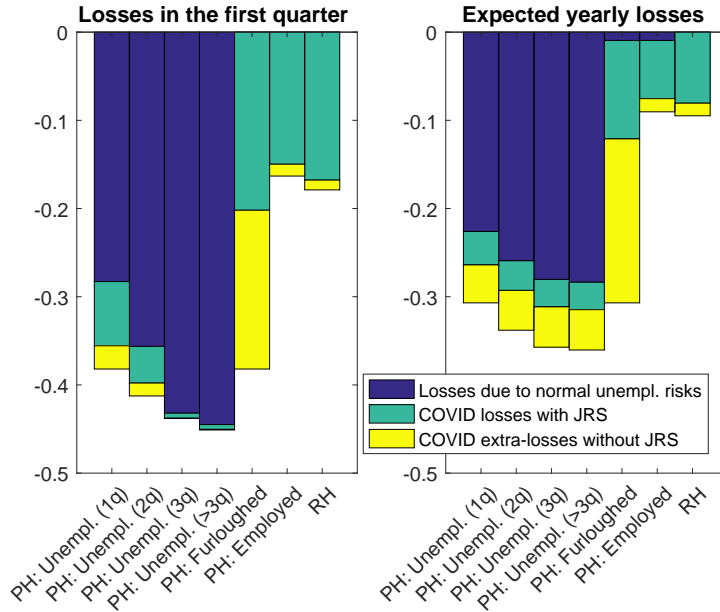 Losses in the first quarter
0
-0.1
-0.2
-0.3
-0.4
-0.5
PH: Unempl. (1q)
PH: Unempl. (2q)
PH: Unempl. (3q)
PH: Unempl. (>3q)
PH: Furloughed
PH: Employed
RH
Expected yearly losses
0
-0.1
-0.2
-0.3
-0.4
-0.5
Losses due to normal unempl. risks
COVID losses with JRS
COVID extra-losses without JRS
PH: Unempl. (1q)
PH: Unempl. (2q)
PH: Unempl. (3q)
PH: Unempl. (>3q)
PH: Furloughed
PH: Employed
RH